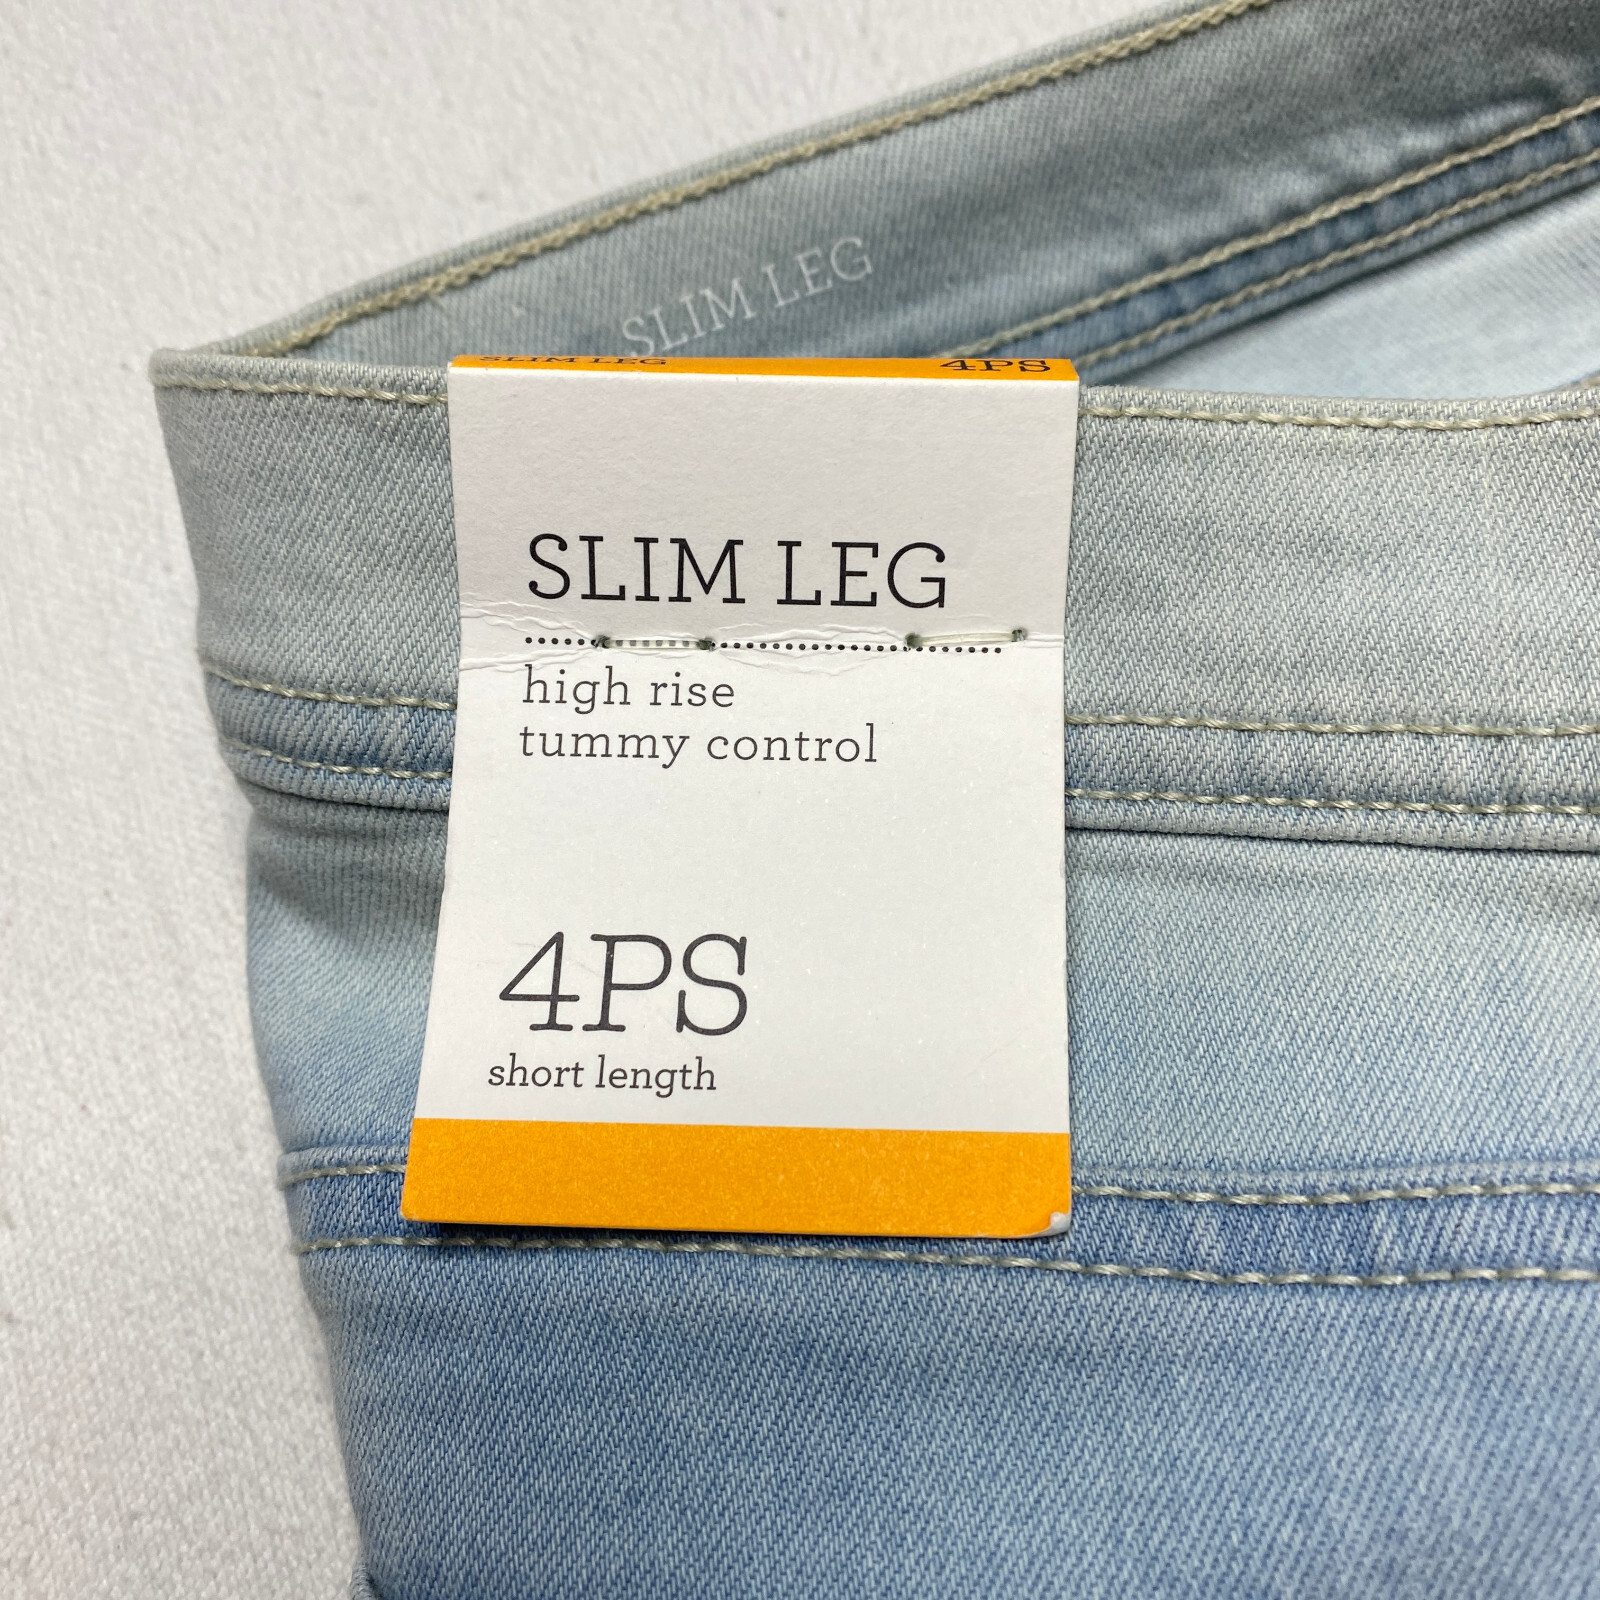 SLIM LEG
SLIM LEG 4PS
SLIM LEG
high rise
tummy control
4PS
short length